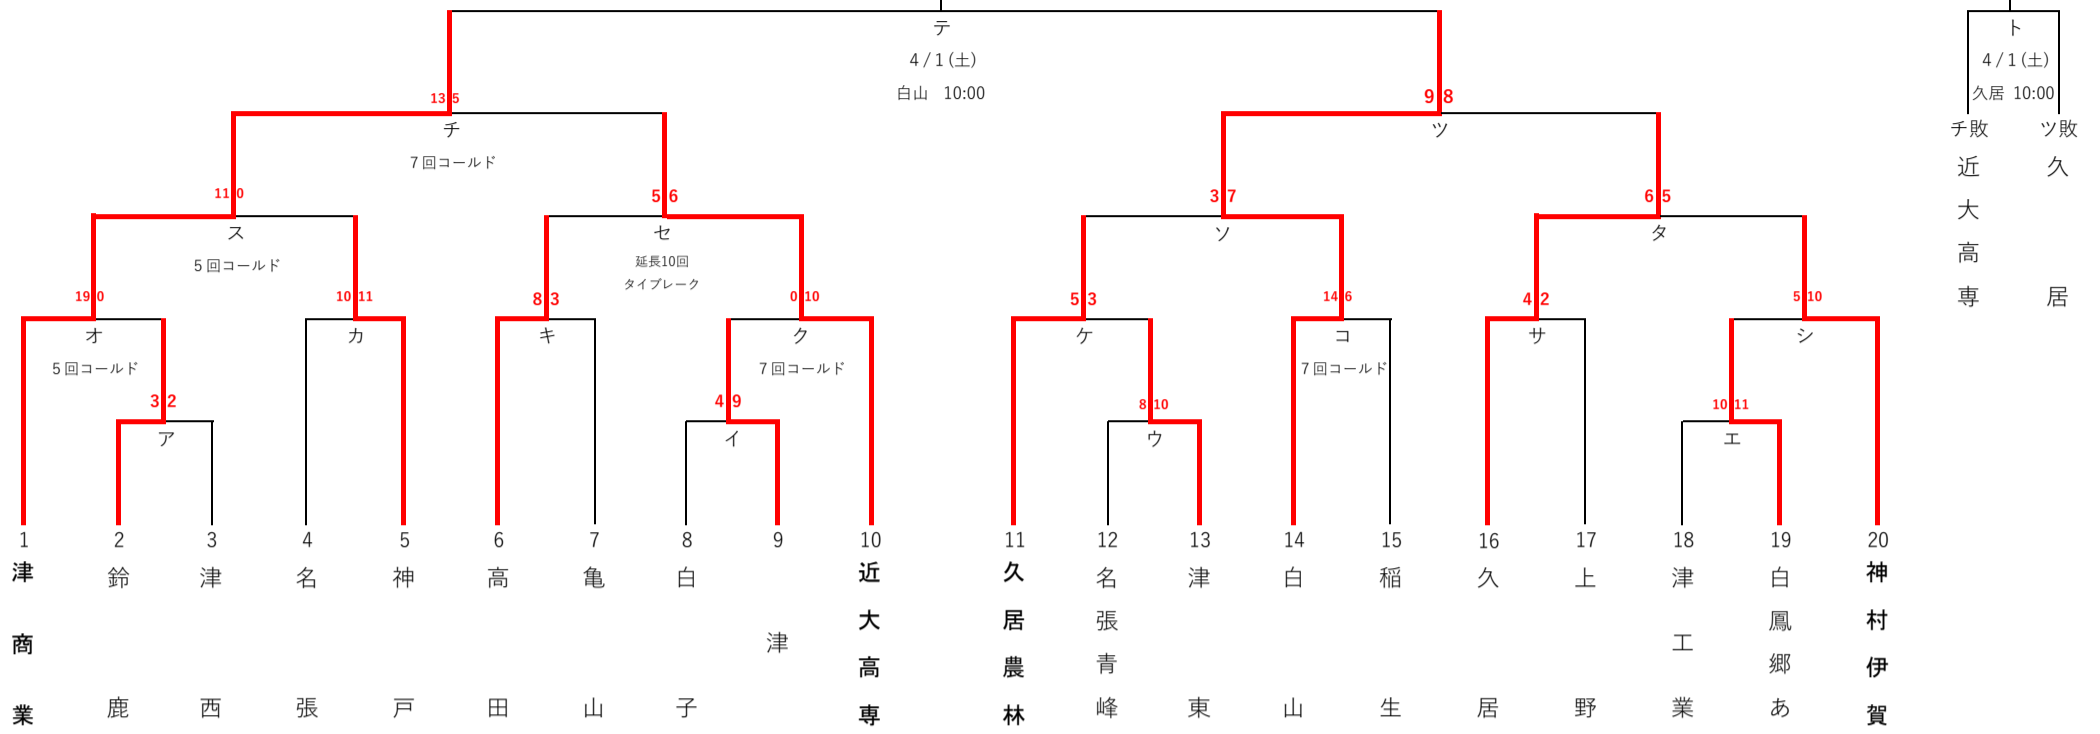 テ
4 / 1 (土)
白山 10:00
ト
4 / 1 (土)
久居 10:00
チ敗 ツ敗
近大高専
久居
13 5
チ
7回コールド
9 8
ツ
11 0
ス
5回コールド
5 6
セ
延長10回
タイブレーク
3 7
ソ
6 5
タ
19 0
オ
5回コールド
10 11
カ
8 3
キ
0 10
ク
7回コールド
5 3
ケ
14 6
コ
7回コールド
4 2
サ
5 10
シ
3 2
ア
4 9
イ
8 10
ウ
10 11
エ
1 津商業
2 鈴鹿
3 津西
4 名張
5 神戸
6 高田
7 亀山
8 白子
9 津
10 近大高専
11 久居農林
12 名張青峰
13 津東
14 白山
15 稲生
16 久居
17 上野
18 津工業
19 白鳳郷あ
20 神村伊賀